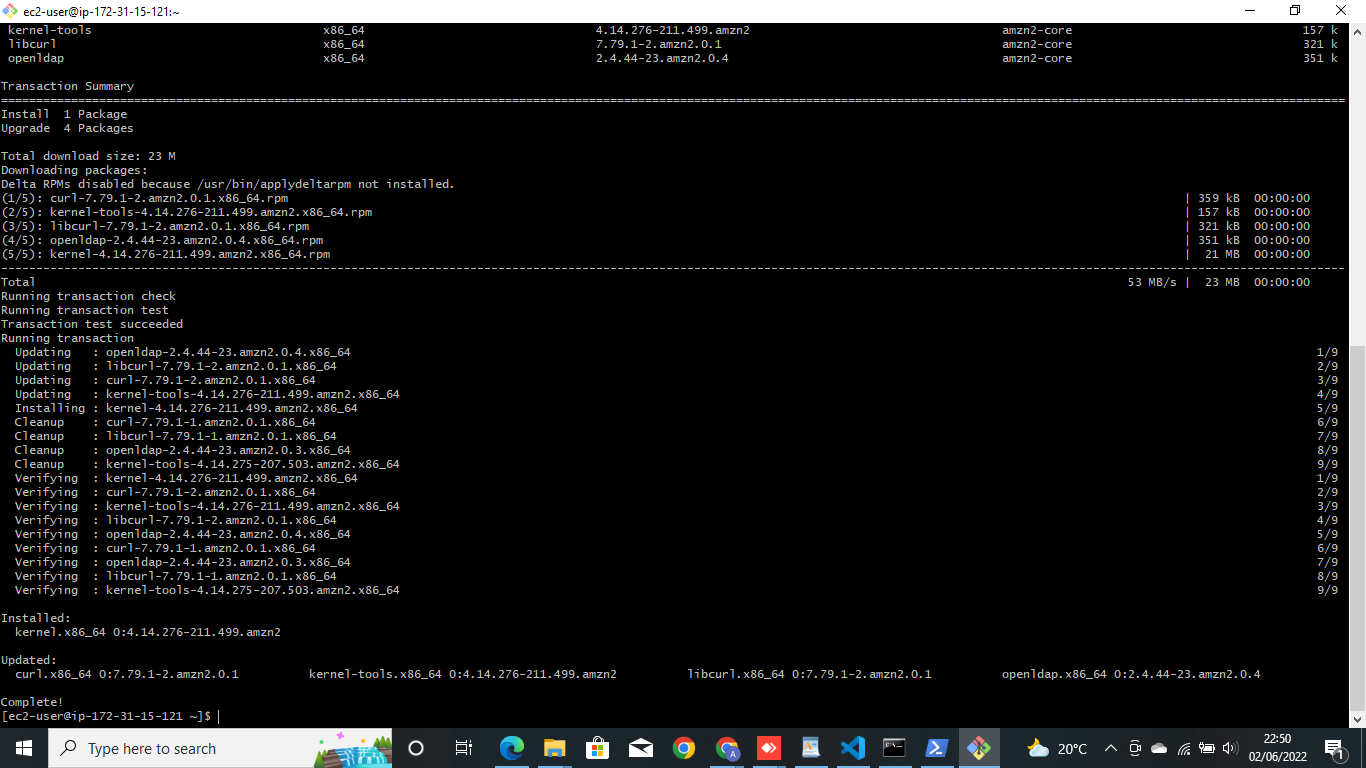 ec2-user@ip-172-31-15-121:~
kernel-tools x86_64 4.14.276-211.499.amzn2 amzn2-core 157 k
libcurl x86_64 7.79.1-2.amzn2.0.1 amzn2-core 321 k
openldap x86_64 2.4.44-23.amzn2.0.4 amzn2-core 351 k
Transaction Summary
================================================================================
Install  1 Package
Upgrade  4 Packages
Total download size: 23 M
Downloading packages:
Delta RPMs disabled because /usr/bin/applydeltarpm not installed.
(1/5): curl-7.79.1-2.amzn2.0.1.x86_64.rpm | 359 kB  00:00:00
(2/5): kernel-tools-4.14.276-211.499.amzn2.x86_64.rpm | 157 kB  00:00:00
(3/5): libcurl-7.79.1-2.amzn2.0.1.x86_64.rpm | 321 kB  00:00:00
(4/5): openldap-2.4.44-23.amzn2.0.4.x86_64.rpm | 351 kB  00:00:00
(5/5): kernel-4.14.276-211.499.amzn2.x86_64.rpm |  21 MB  00:00:00
--------------------------------------------------------------------------------
Total 53 MB/s |  23 MB  00:00:00
Running transaction check
Running transaction test
Transaction test succeeded
Running transaction
Updating   : openldap-2.4.44-23.amzn2.0.4.x86_64 1/9
Updating   : libcurl-7.79.1-2.amzn2.0.1.x86_64 2/9
Updating   : curl-7.79.1-2.amzn2.0.1.x86_64 3/9
Updating   : kernel-tools-4.14.276-211.499.amzn2.x86_64 4/9
Installing : kernel-4.14.276-211.499.amzn2.x86_64 5/9
Cleanup    : curl-7.79.1-1.amzn2.0.1.x86_64 6/9
Cleanup    : libcurl-7.79.1-1.amzn2.0.1.x86_64 7/9
Cleanup    : openldap-2.4.44-23.amzn2.0.3.x86_64 8/9
Cleanup    : kernel-tools-4.14.275-207.503.amzn2.x86_64 9/9
Verifying  : kernel-4.14.276-211.499.amzn2.x86_64 1/9
Verifying  : curl-7.79.1-2.amzn2.0.1.x86_64 2/9
Verifying  : kernel-tools-4.14.276-211.499.amzn2.x86_64 3/9
Verifying  : libcurl-7.79.1-2.amzn2.0.1.x86_64 4/9
Verifying  : openldap-2.4.44-23.amzn2.0.4.x86_64 5/9
Verifying  : curl-7.79.1-1.amzn2.0.1.x86_64 6/9
Verifying  : openldap-2.4.44-23.amzn2.0.3.x86_64 7/9
Verifying  : libcurl-7.79.1-1.amzn2.0.1.x86_64 8/9
Verifying  : kernel-tools-4.14.275-207.503.amzn2.x86_64 9/9
Installed:
kernel.x86_64 0:4.14.276-211.499.amzn2
Updated:
curl.x86_64 0:7.79.1-2.amzn2.0.1 kernel-tools.x86_64 0:4.14.276-211.499.amzn2 libcurl.x86_64 0:7.79.1-2.amzn2.0.1 openldap.x86_64 0:2.4.44-23.amzn2.0.4
Complete!
[ec2-user@ip-172-31-15-121 ~]$
Type here to search
20°C
22:50
02/06/2022
1